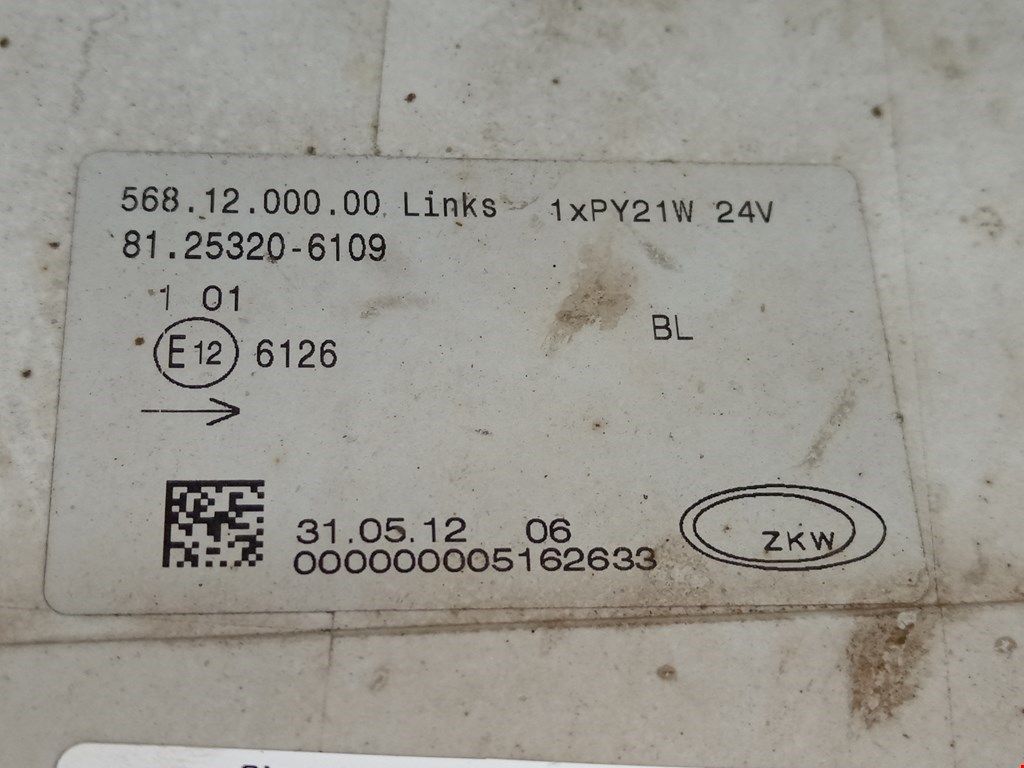 568.12.000.00 Links 1xPY21W 24V
81.25320-6109
1 01
BL
E12 6126
31.05.12 06
000000005162633
ZKW